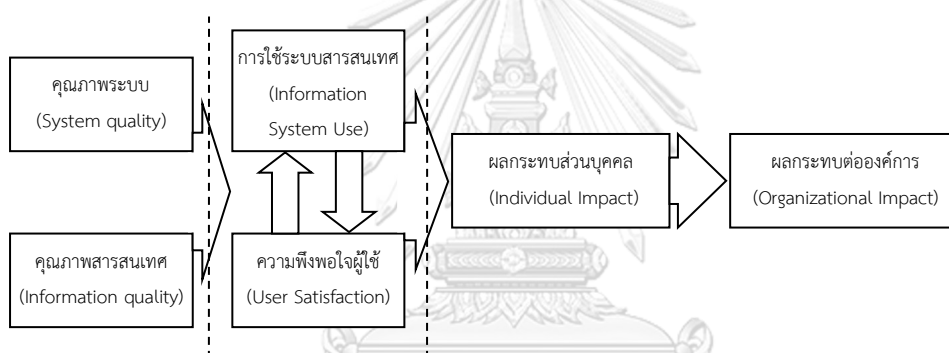 คุณภาพระบบ
(System quality)
คุณภาพสารสนเทศ
(Information quality)
การใช้ระบบสารสนเทศ
(Information
System Use)
ความพึงพอใจผู้ใช้
(User Satisfaction)
ผลกระทบส่วนบุคคล
(Individual Impact)
ผลกระทบต่อองค์การ
(Organizational Impact)